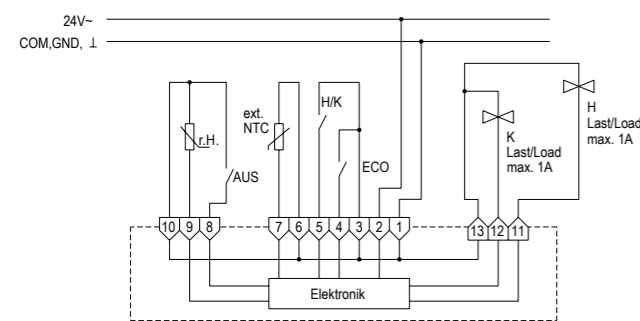 24V~
COM,GND, ⊥
r.H.
/AUS
ext.
NTC
H/K
ECO
H
Last/Load
max. 1A
K
Last/Load
max. 1A
10 9 8 7 6 5 4 3 2 1 13 12 11
Elektronik